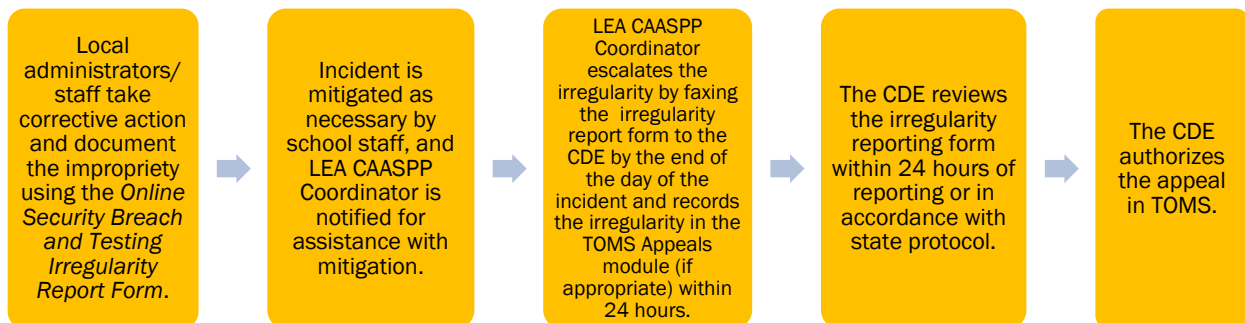 Local
administrators/
staff take
corrective action
and document
the impropriety
using the Online
Security Breach
and Testing
Irregularity
Report Form.
Incident is
mitigated as
necessary by
school staff, and
LEA CAASPP
Coordinator is
notified for
assistance with
mitigation.
LEA CAASPP
Coordinator
escalates the
irregularity by faxing
the irregularity
report form to the
CDE by the end of
the day of the
incident and records
the irregularity in the
TOMS Appeals
module (if
appropriate) within
24 hours.
The CDE reviews
the irregularity
reporting form
within 24 hours of
reporting or in
accordance with
state protocol.
The CDE
authorizes
the appeal
in TOMS.